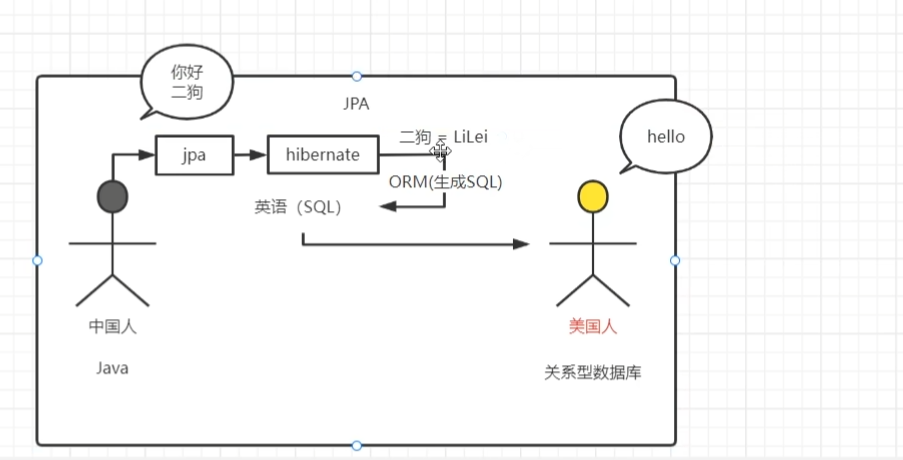 你好
二狗
JPA
hello
jpa
hibernate
二狗 = LiLei
ORM(生成SQL)
英语（SQL）
中国人
美国人
Java
关系型数据库